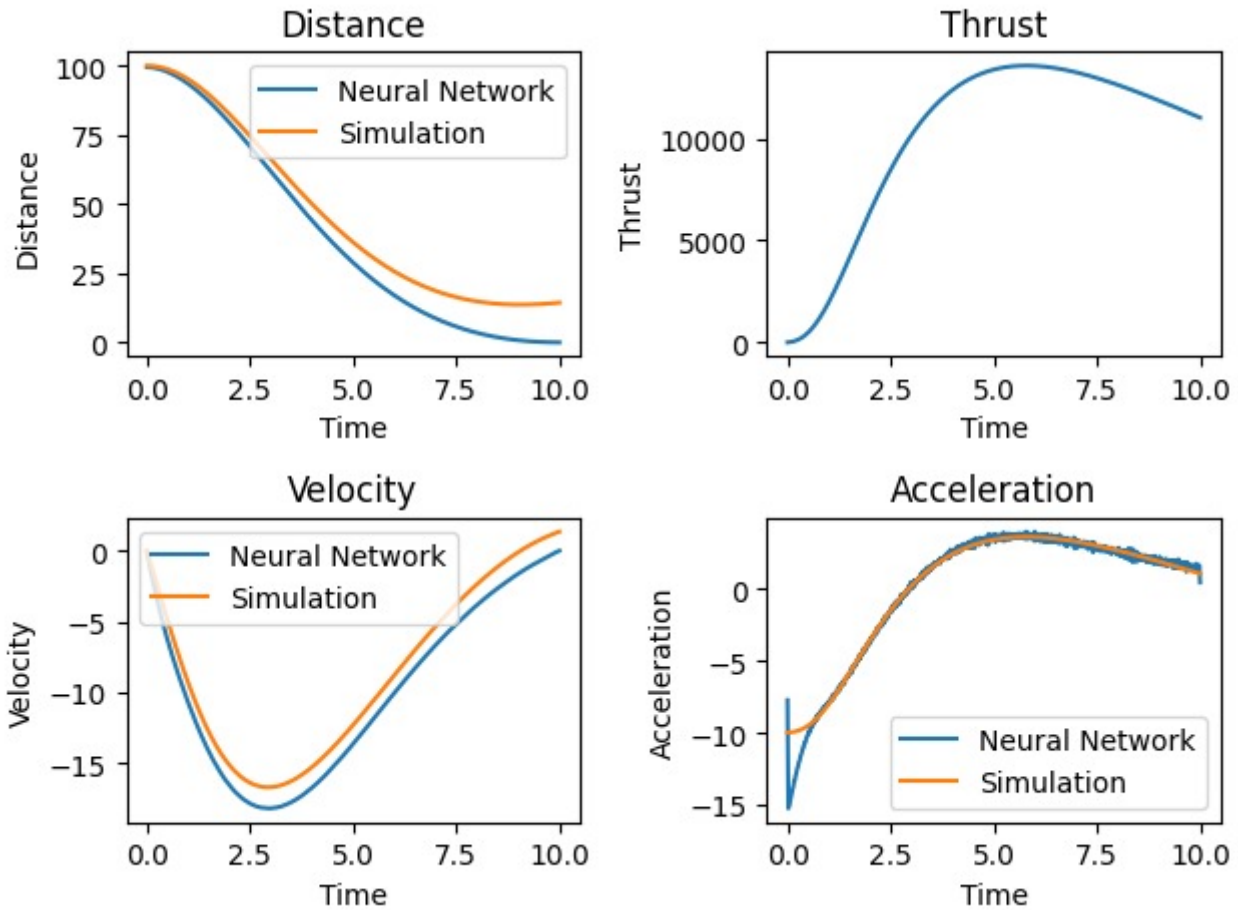 Distance
Thrust
100
75
50
25
0
Distance
Neural Network
Simulation
0.0 2.5 5.0 7.5 10.0
Time
10000
5000
0
Thrust
0.0 2.5 5.0 7.5 10.0
Time
Velocity
Acceleration
0
−5
−10
−15
Velocity
Neural Network
Simulation
0.0 2.5 5.0 7.5 10.0
Time
0
−5
−10
−15
Acceleration
Neural Network
Simulation
0.0 2.5 5.0 7.5 10.0
Time